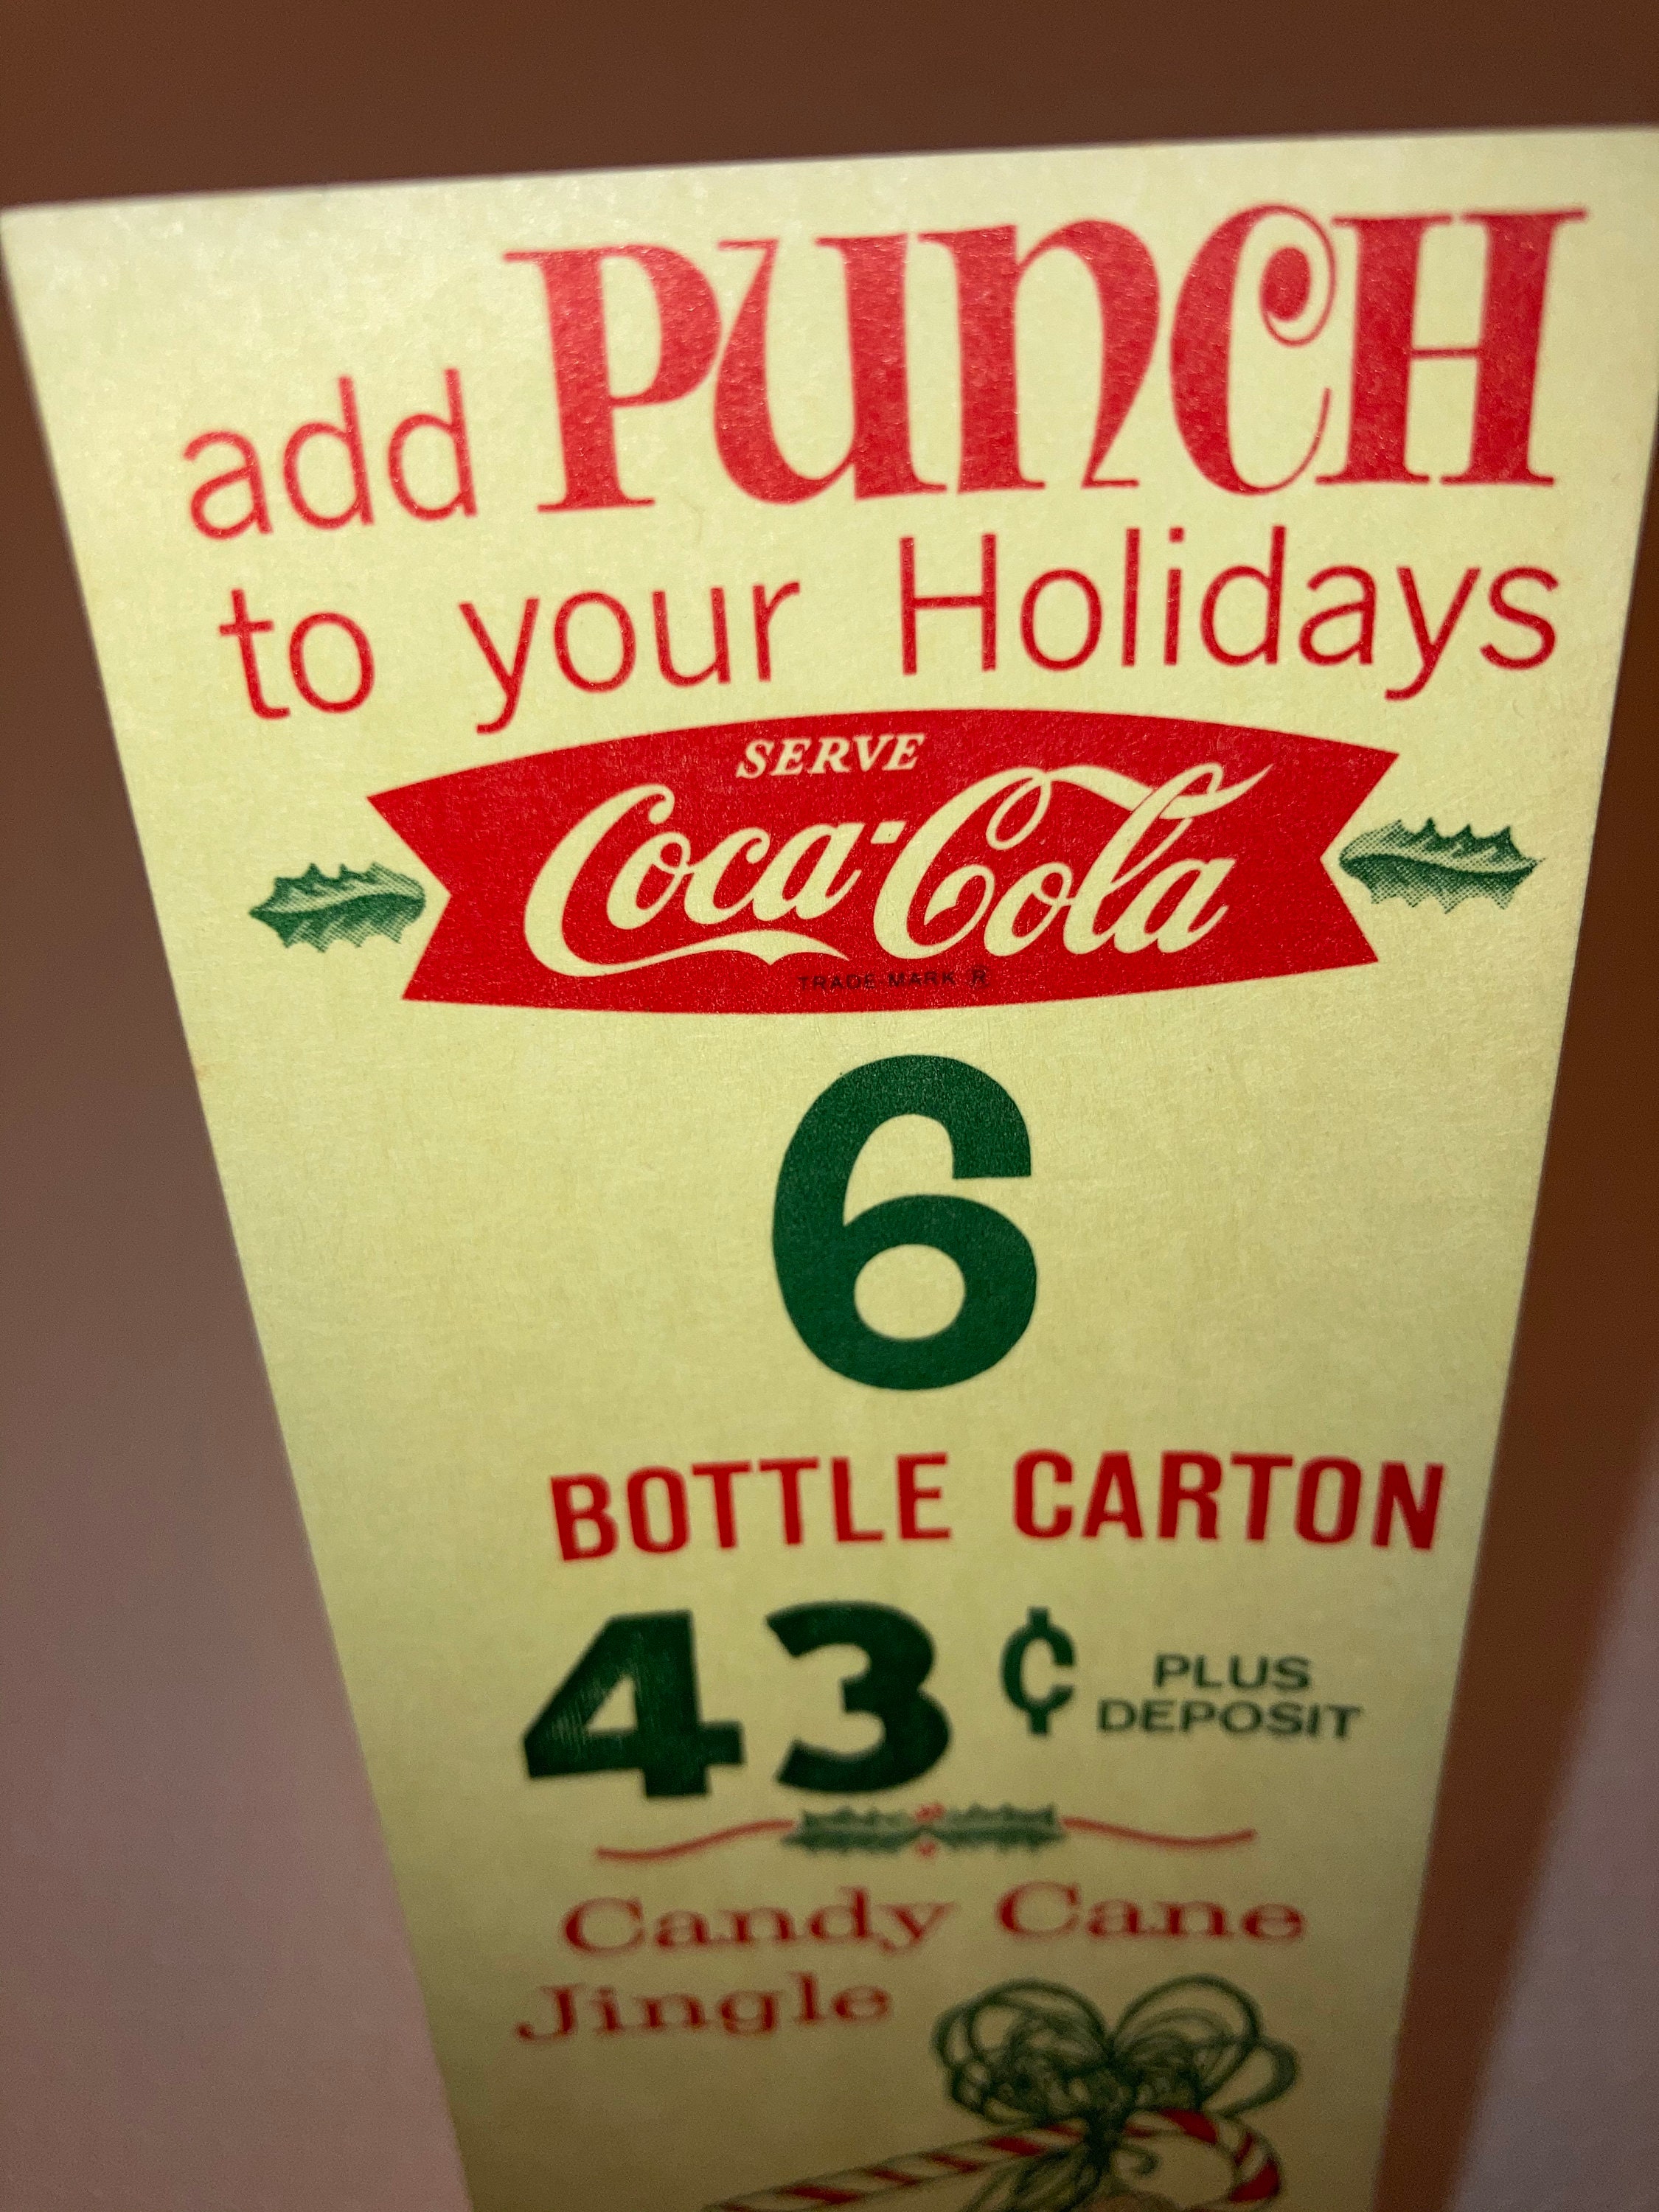 add PUNCH
to your Holidays
SERVE
Coca-Cola
TRADE-MARK R
6
BOTTLE CARTON
43¢ PLUS
DEPOSIT
Candy Cane
Jingle